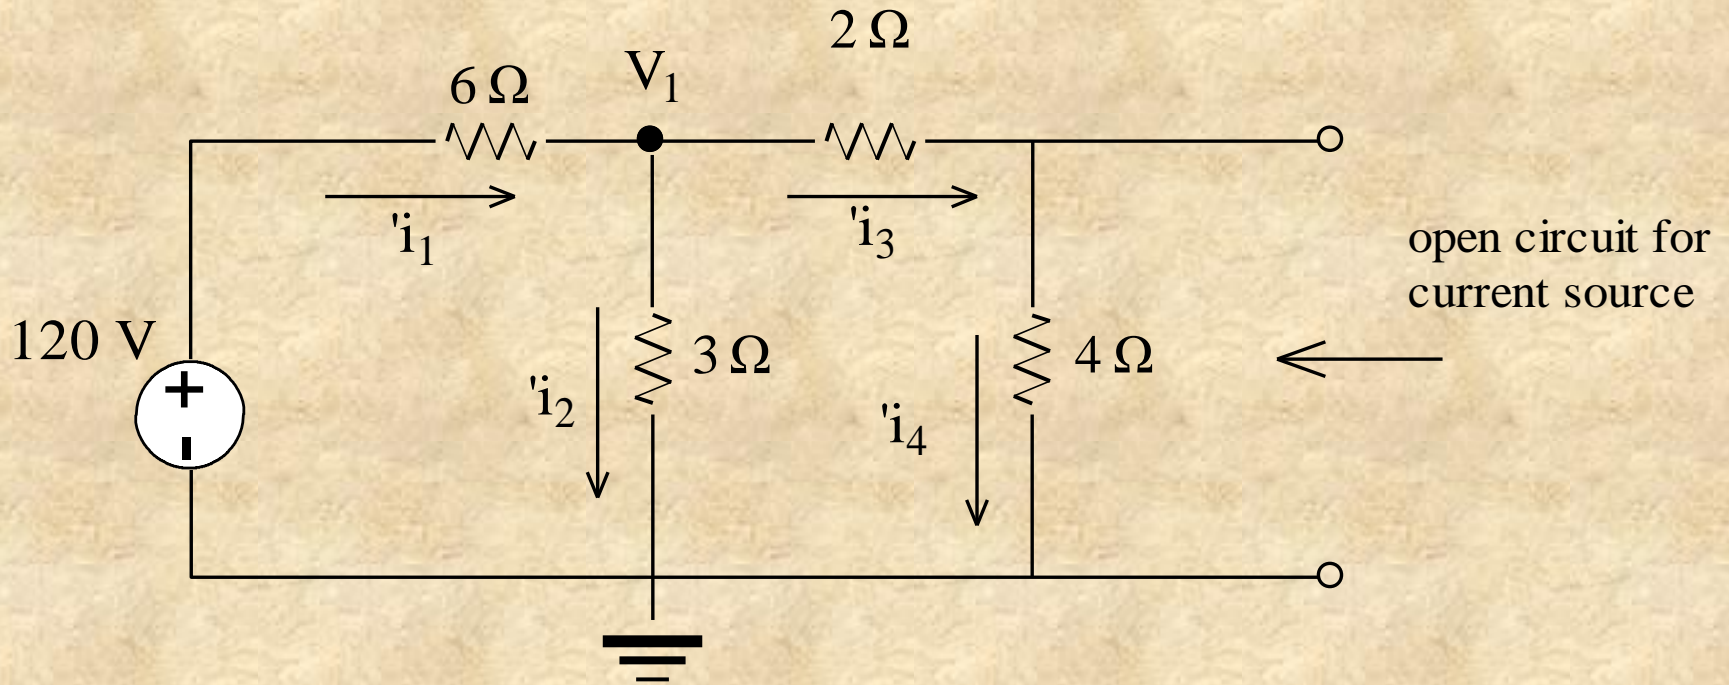 2 Ω
6 Ω
V₁
'i₁
'i₃
open circuit for
current source
120 V
+
-
3 Ω
4 Ω
'i₂
'i₄